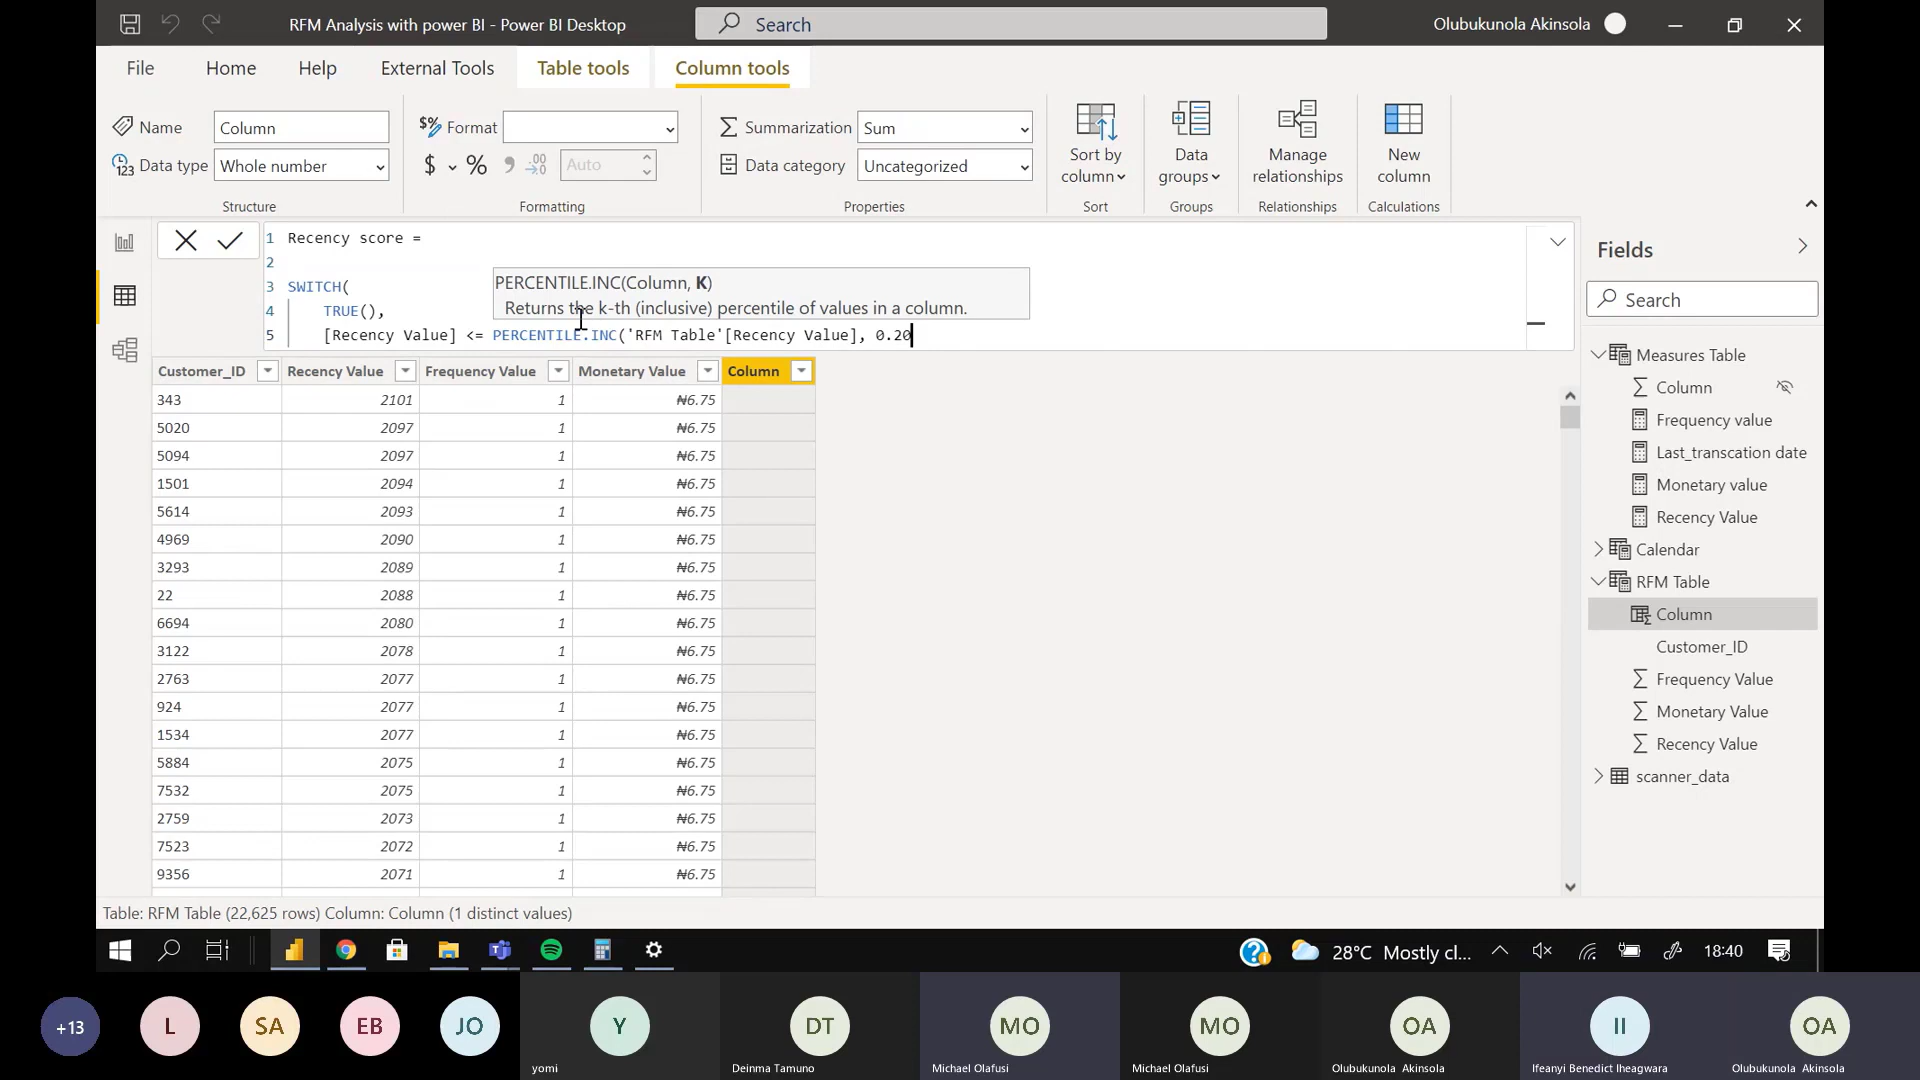 RFM Analysis with power BI - Power BI Desktop
Search
Olubukunola Akinsola
File
Home
Help
External Tools
Table tools
Column tools
Name
Column
Data type
Whole number
Structure
Format
$ % 9 .00 →.0
Auto
Formatting
Summarization
Sum
Data category
Uncategorized
Properties
Sort by
column
Sort
Data
groups
Groups
Manage
relationships
Relationships
New
column
Calculations
1 Recency score =
2
3 SWITCH(
4 TRUE(),
5 [Recency Value] <= PERCENTILE.INC('RFM Table'[Recency Value], 0.20
PERCENTILE.INC(Column, K)
Returns the k-th (inclusive) percentile of values in a column.
Customer_ID Recency Value Frequency Value Monetary Value Column
343 2101 1 ₦6.75
5020 2097 1 ₦6.75
5094 2097 1 ₦6.75
1501 2094 1 ₦6.75
5614 2093 1 ₦6.75
4969 2090 1 ₦6.75
3293 2089 1 ₦6.75
22 2088 1 ₦6.75
6694 2080 1 ₦6.75
3122 2078 1 ₦6.75
2763 2077 1 ₦6.75
924 2077 1 ₦6.75
1534 2077 1 ₦6.75
5884 2075 1 ₦6.75
7532 2075 1 ₦6.75
2759 2073 1 ₦6.75
7523 2072 1 ₦6.75
9356 2071 1 ₦6.75
Fields
Search
Measures Table
Column
Frequency value
Last_transcation date
Monetary value
Recency Value
Calendar
RFM Table
Column
Customer_ID
Frequency Value
Monetary Value
Recency Value
scanner_data
Table: RFM Table (22,625 rows) Column: Column (1 distinct values)
28°C Mostly cl...
18:40
+13
L
SA
EB
JO
Y
yomi
DT
Deinma Tamuno
MO
Michael Olafusi
MO
Michael Olafusi
OA
Olubukunola Akinsola
II
Ifeanyi Benedict Iheagwara
OA
Olubukunola Akinsola